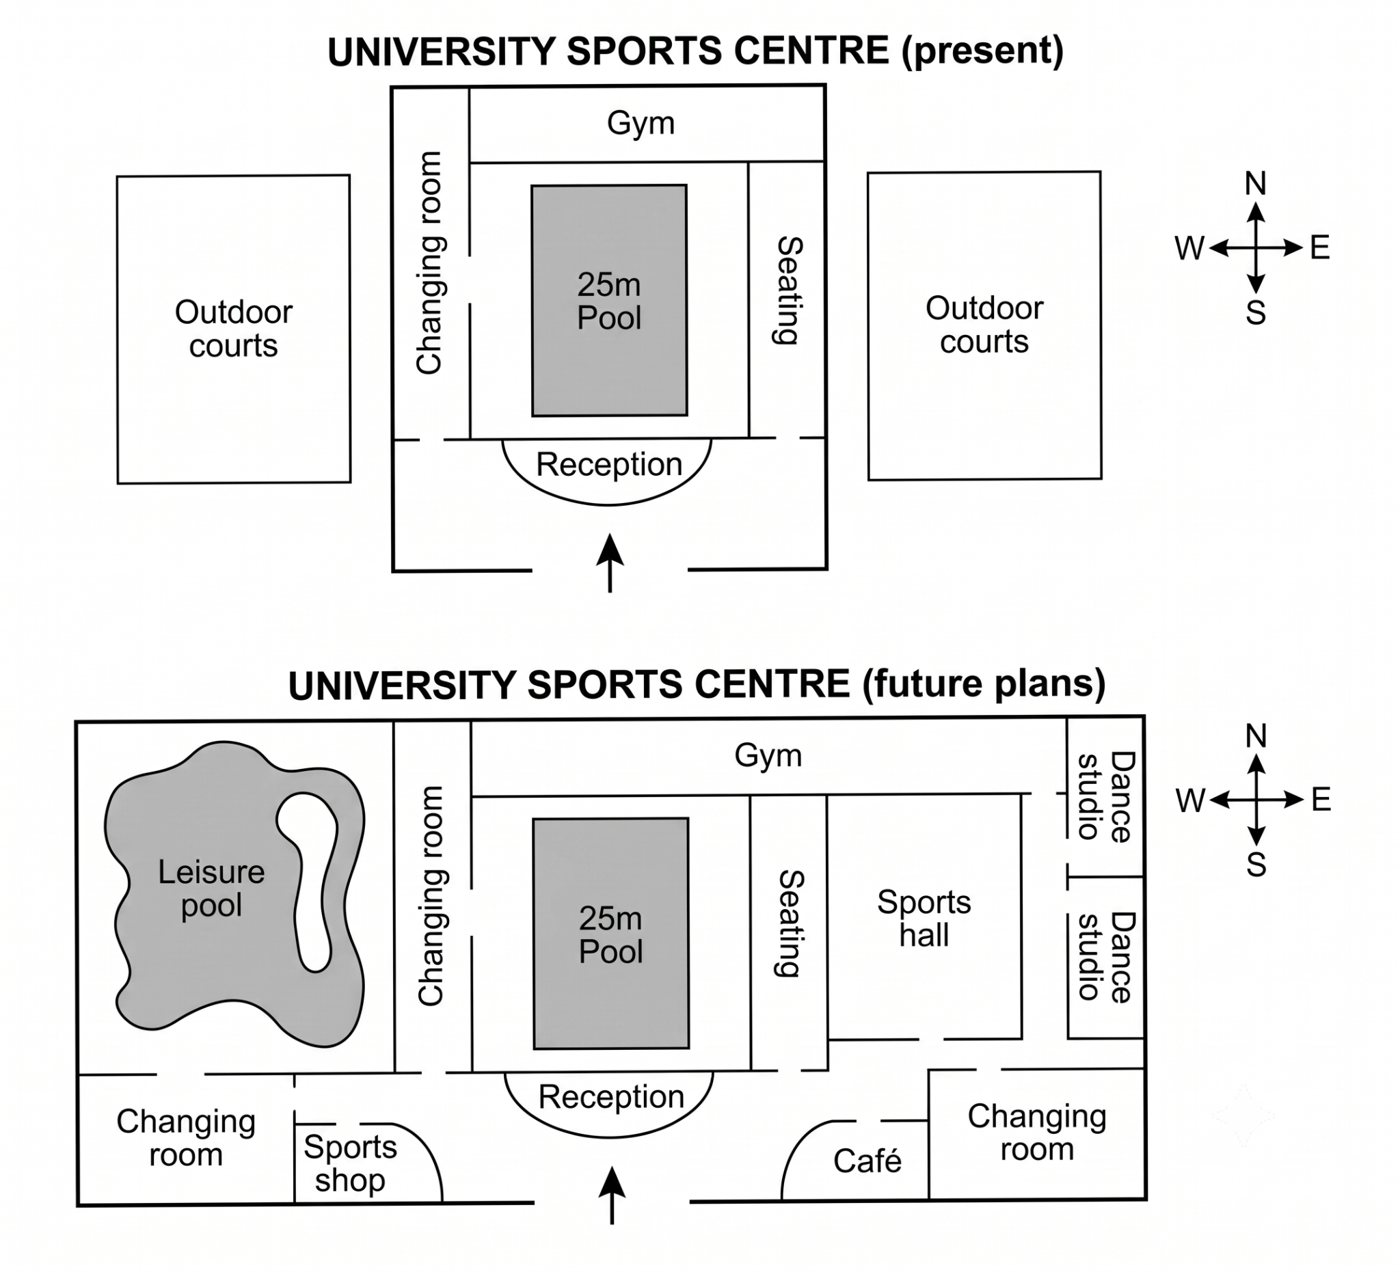 UNIVERSITY SPORTS CENTRE (present)
Gym
Changing room
25m
Pool
Seating
Reception
Outdoor
courts
Outdoor
courts
N
W E
S
UNIVERSITY SPORTS CENTRE (future plans)
Leisure
pool
Changing room
Gym
25m
Pool
Seating
Sports
hall
Dance
studio
Dance
studio
Reception
Changing
room
Sports
shop
Café
Changing
room
N
W E
S